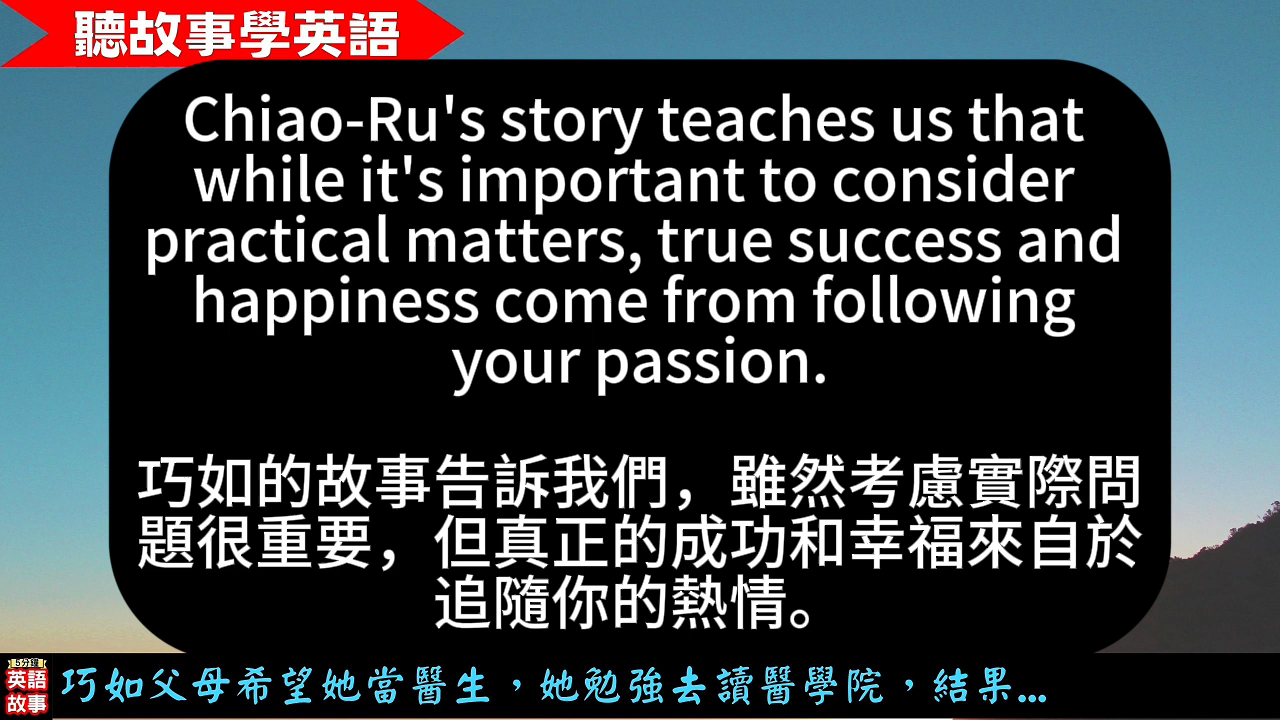 聽故事學英語
Chiao-Ru's story teaches us that
while it's important to consider
practical matters, true success and
happiness come from following
your passion.
巧如的故事告訴我們，雖然考慮實際問
題很重要，但真正的成功和幸福來自於
追隨你的熱情。
5分鐘
英語
故事
巧如父母希望她當醫生，她勉強去讀醫學院，結果...